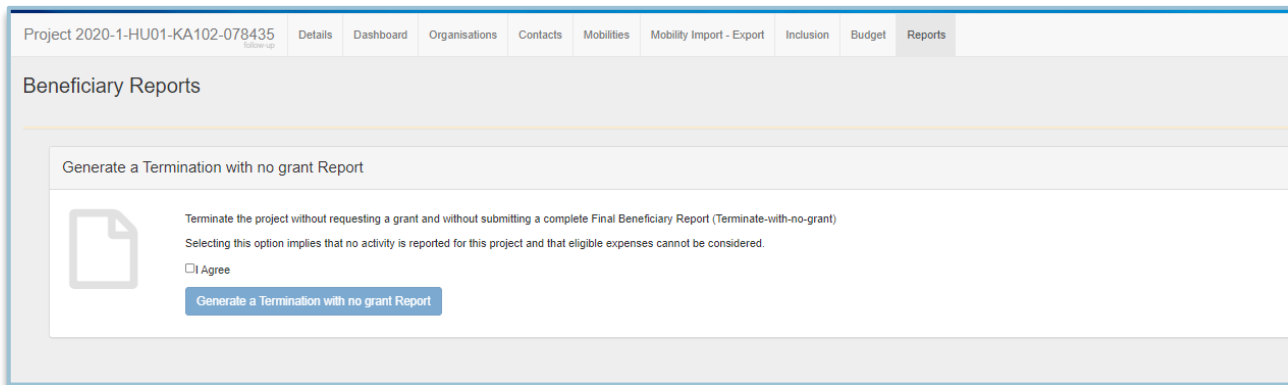 Project 2020-1-HU01-KA102-078435 Details Dashboard Organisations Contacts Mobilities Mobility Import - Export Inclusion Budget Reports
follow-up
Beneficiary Reports
Generate a Termination with no grant Report
Terminate the project without requesting a grant and without submitting a complete Final Beneficiary Report (Terminate-with-no-grant)
Selecting this option implies that no activity is reported for this project and that eligible expenses cannot be considered.
I Agree
Generate a Termination with no grant Report